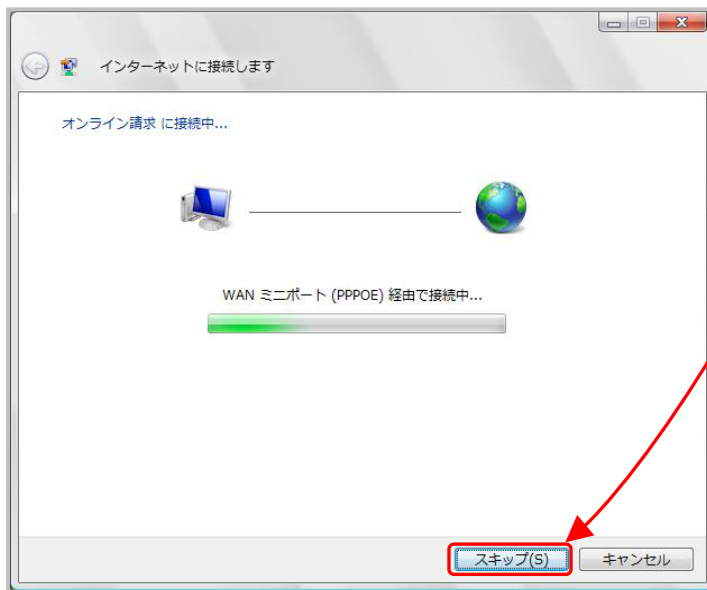 インターネットに接続します
オンライン請求 に接続中...
WAN ミニポート (PPPOE) 経由で接続中...
スキップ(S)
キャンセル